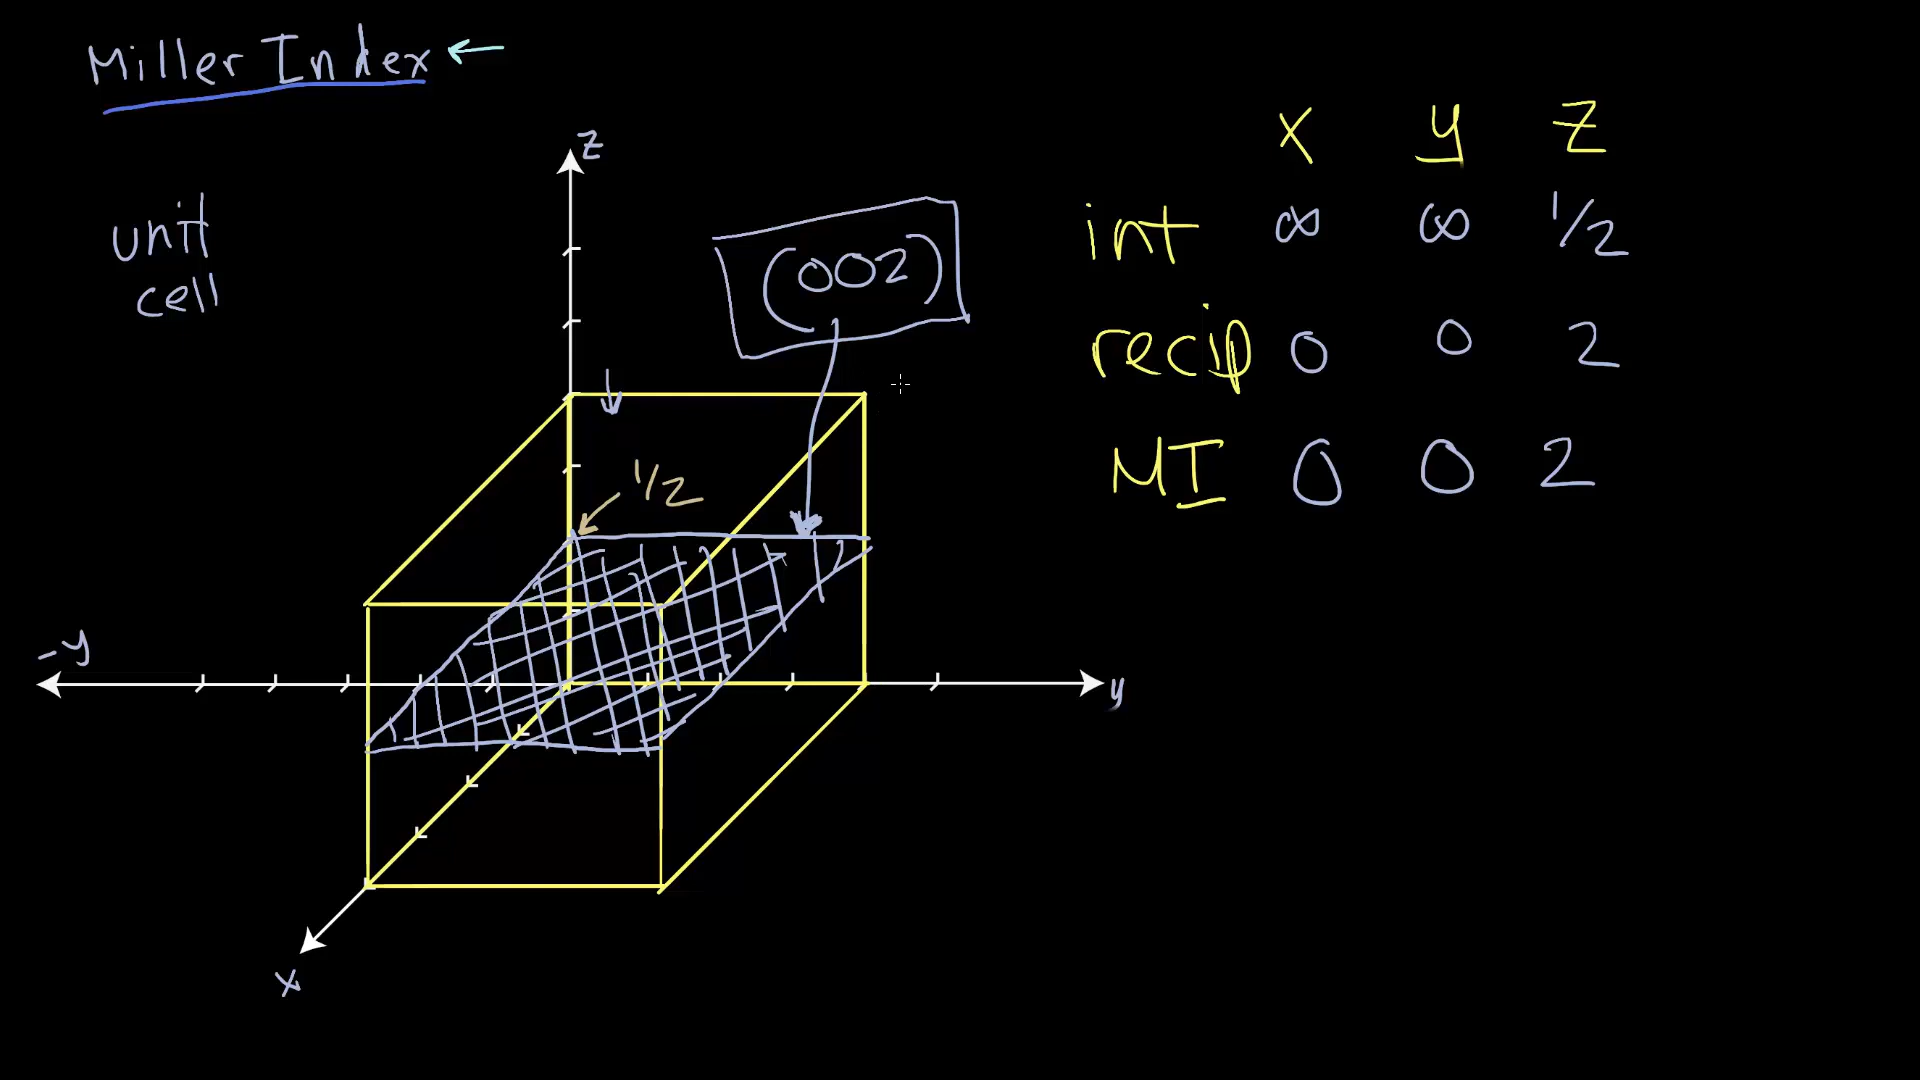 Miller Index
unit
cell
z
(002)
1/2
-y
y
x
x y z
int ∞ ∞ 1/2
recip 0 0 2
MI 0 0 2